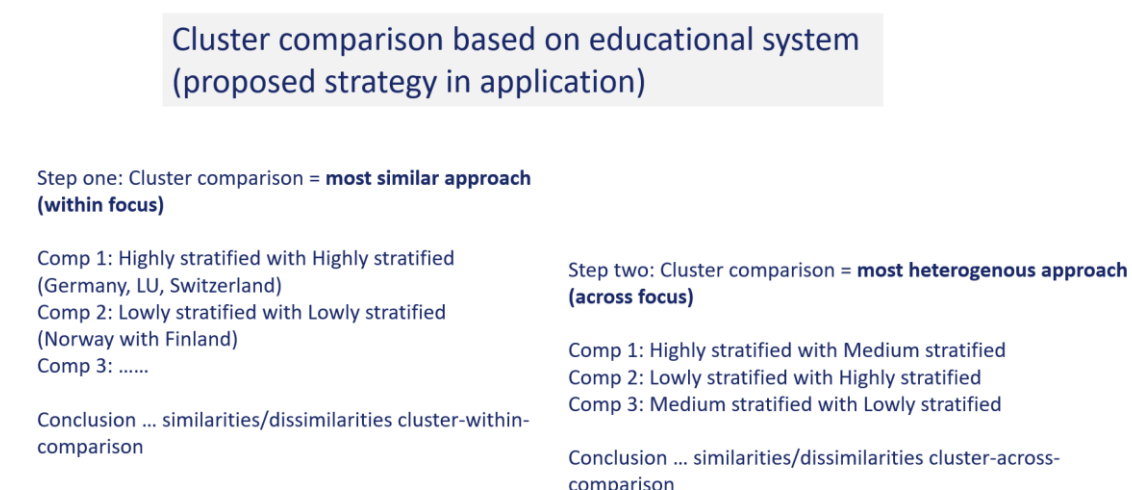 Cluster comparison based on educational system
(proposed strategy in application)
Step one: Cluster comparison = most similar approach
(within focus)
Comp 1: Highly stratified with Highly stratified
(Germany, LU, Switzerland)
Comp 2: Lowly stratified with Lowly stratified
(Norway with Finland)
Comp 3: ......
Conclusion ... similarities/dissimilarities cluster-within-
comparison
Step two: Cluster comparison = most heterogenous approach
(across focus)
Comp 1: Highly stratified with Medium stratified
Comp 2: Lowly stratified with Highly stratified
Comp 3: Medium stratified with Lowly stratified
Conclusion ... similarities/dissimilarities cluster-across-
comparison